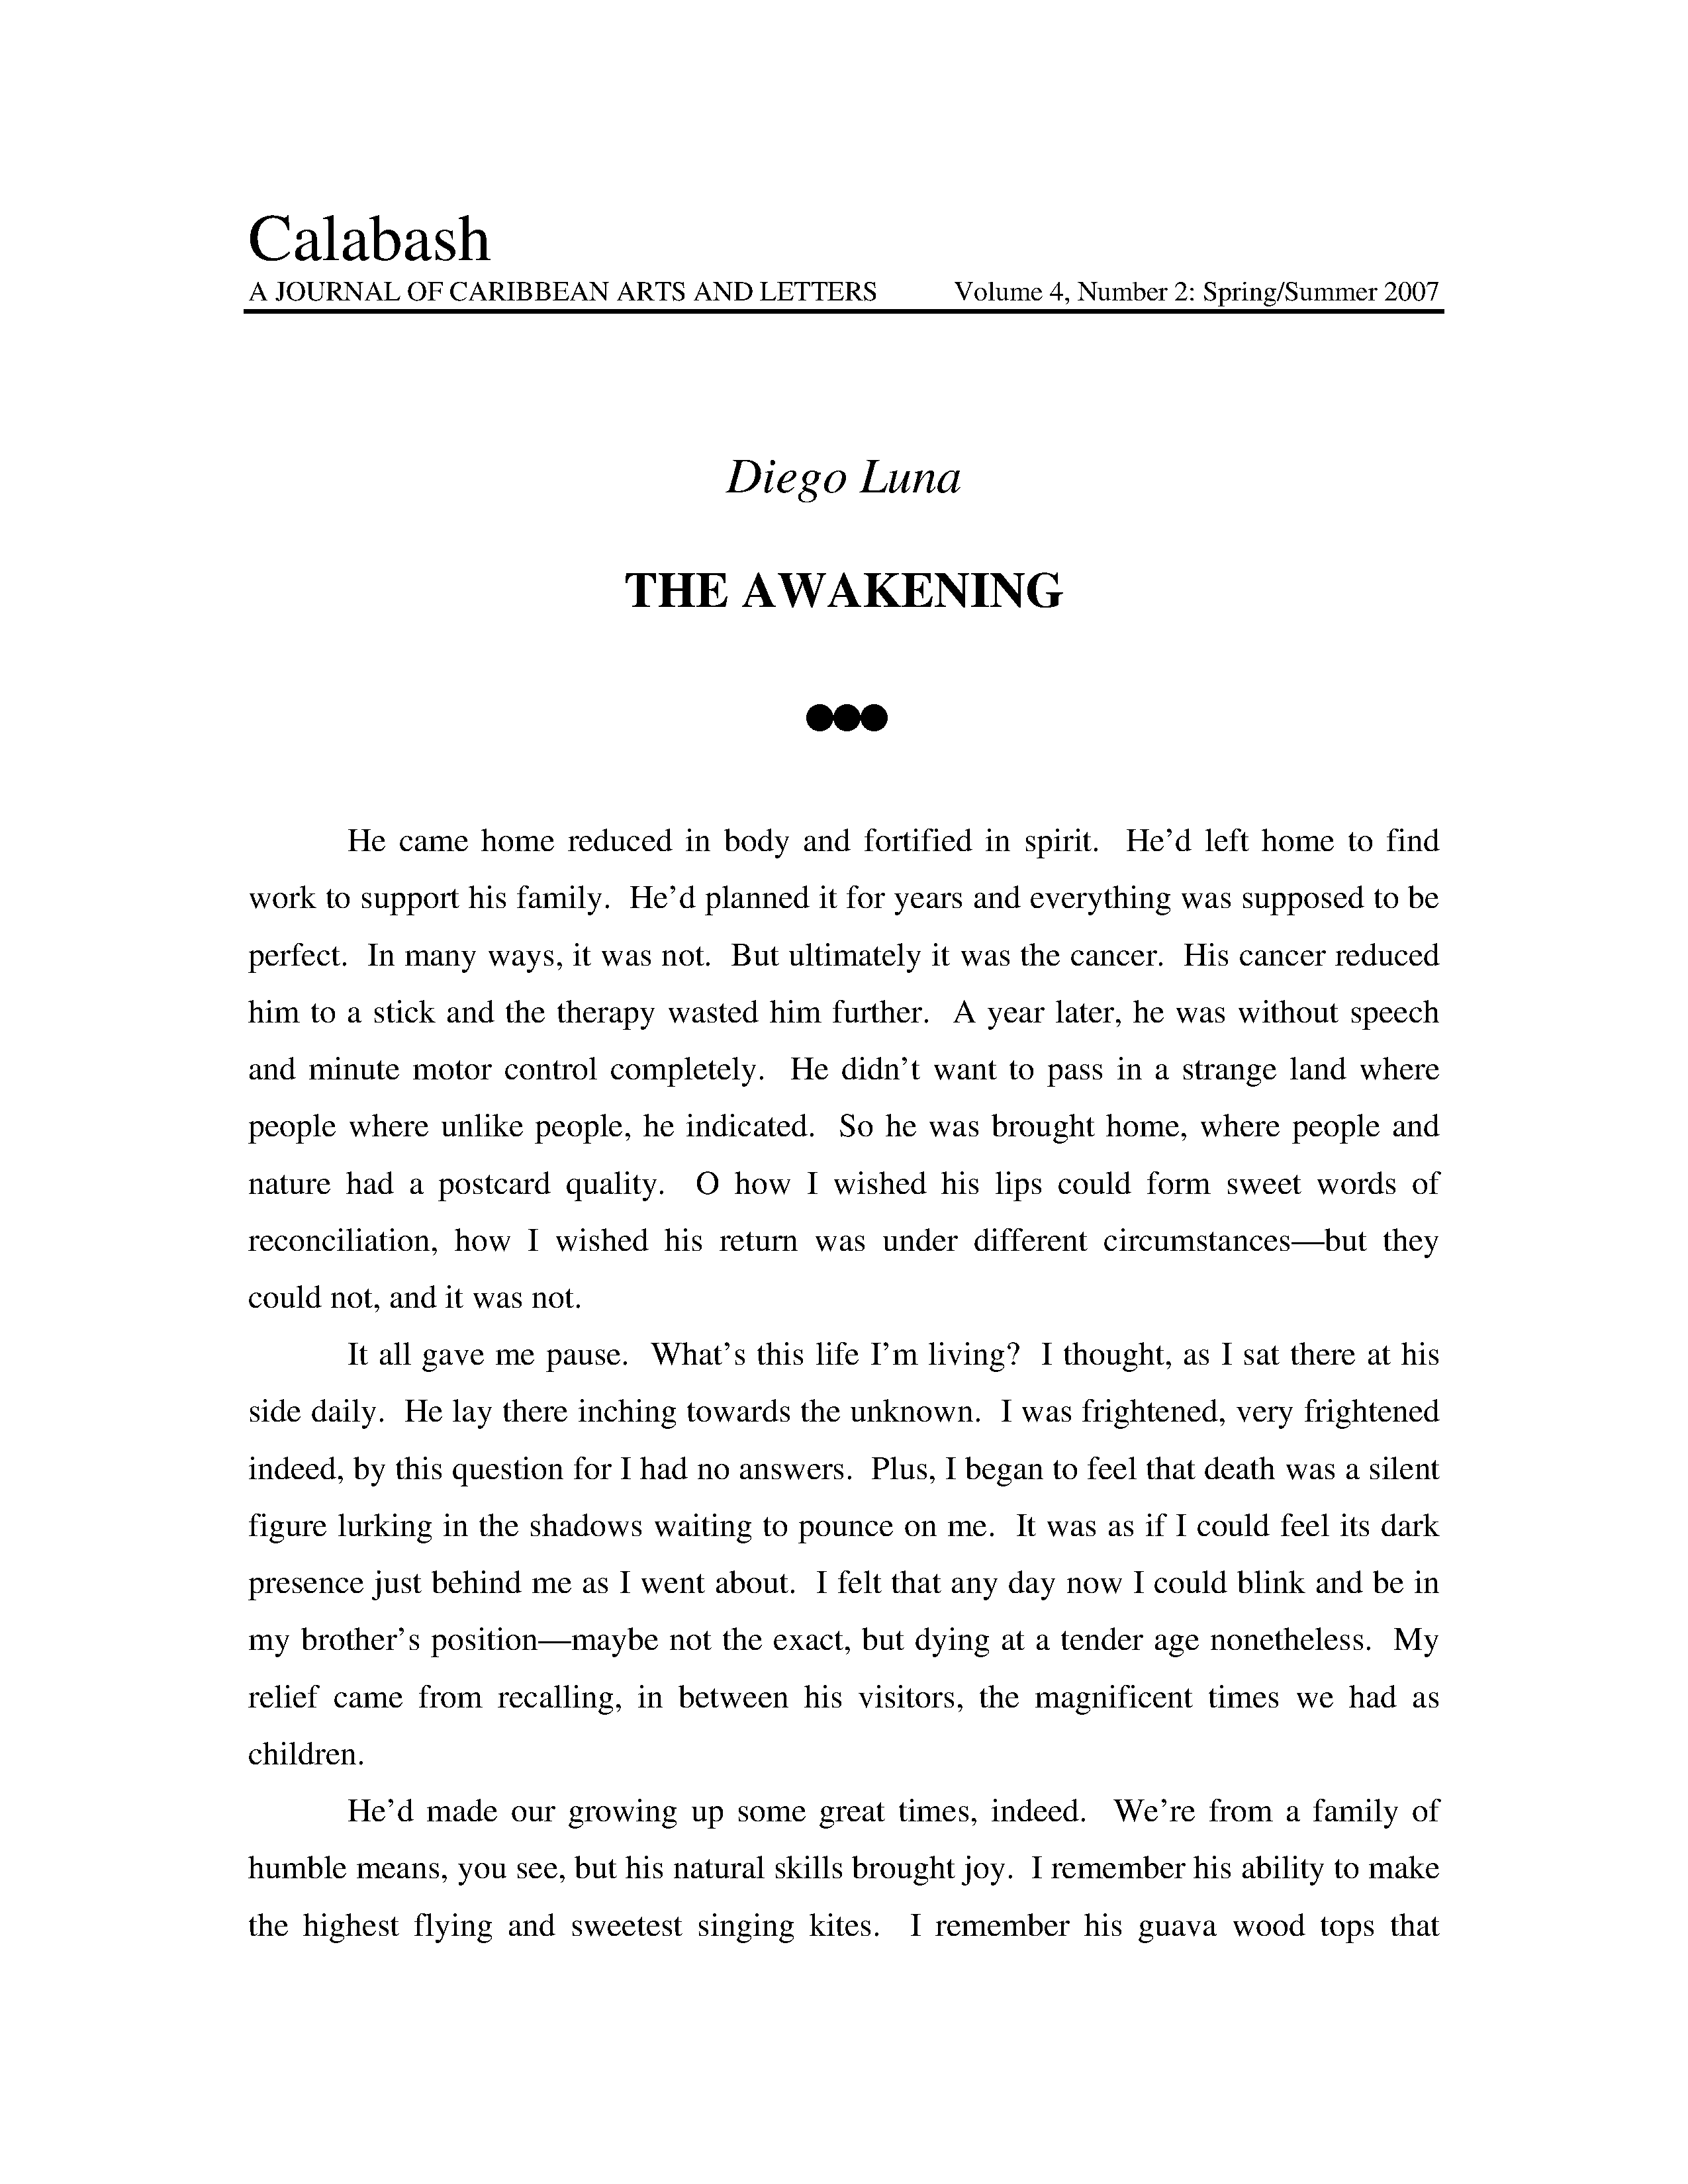 Calabash
A JOURNAL OF CARIBBEAN ARTS AND LETTERS Volume 4, Number 2: Spring/Summer 2007
Diego Luna
THE AWAKENING
●●●
He came home reduced in body and fortified in spirit. He’d left home to find
work to support his family. He’d planned it for years and everything was supposed to be
perfect. In many ways, it was not. But ultimately it was the cancer. His cancer reduced
him to a stick and the therapy wasted him further. A year later, he was without speech
and minute motor control completely. He didn’t want to pass in a strange land where
people where unlike people, he indicated. So he was brought home, where people and
nature had a postcard quality. O how I wished his lips could form sweet words of
reconciliation, how I wished his return was under different circumstances—but they
could not, and it was not.
It all gave me pause. What’s this life I’m living? I thought, as I sat there at his
side daily. He lay there inching towards the unknown. I was frightened, very frightened
indeed, by this question for I had no answers. Plus, I began to feel that death was a silent
figure lurking in the shadows waiting to pounce on me. It was as if I could feel its dark
presence just behind me as I went about. I felt that any day now I could blink and be in
my brother’s position—maybe not the exact, but dying at a tender age nonetheless. My
relief came from recalling, in between his visitors, the magnificent times we had as
children.
He’d made our growing up some great times, indeed. We’re from a family of
humble means, you see, but his natural skills brought joy. I remember his ability to make
the highest flying and sweetest singing kites. I remember his guava wood tops that